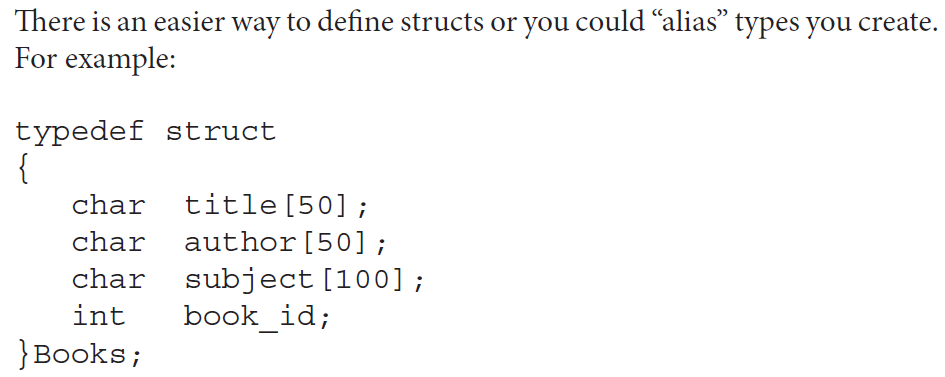 There is an easier way to define structs or you could “alias” types you create.
For example:
typedef struct
{
   char  title[50];
   char  author[50];
   char  subject[100];
   int   book_id;
}Books;